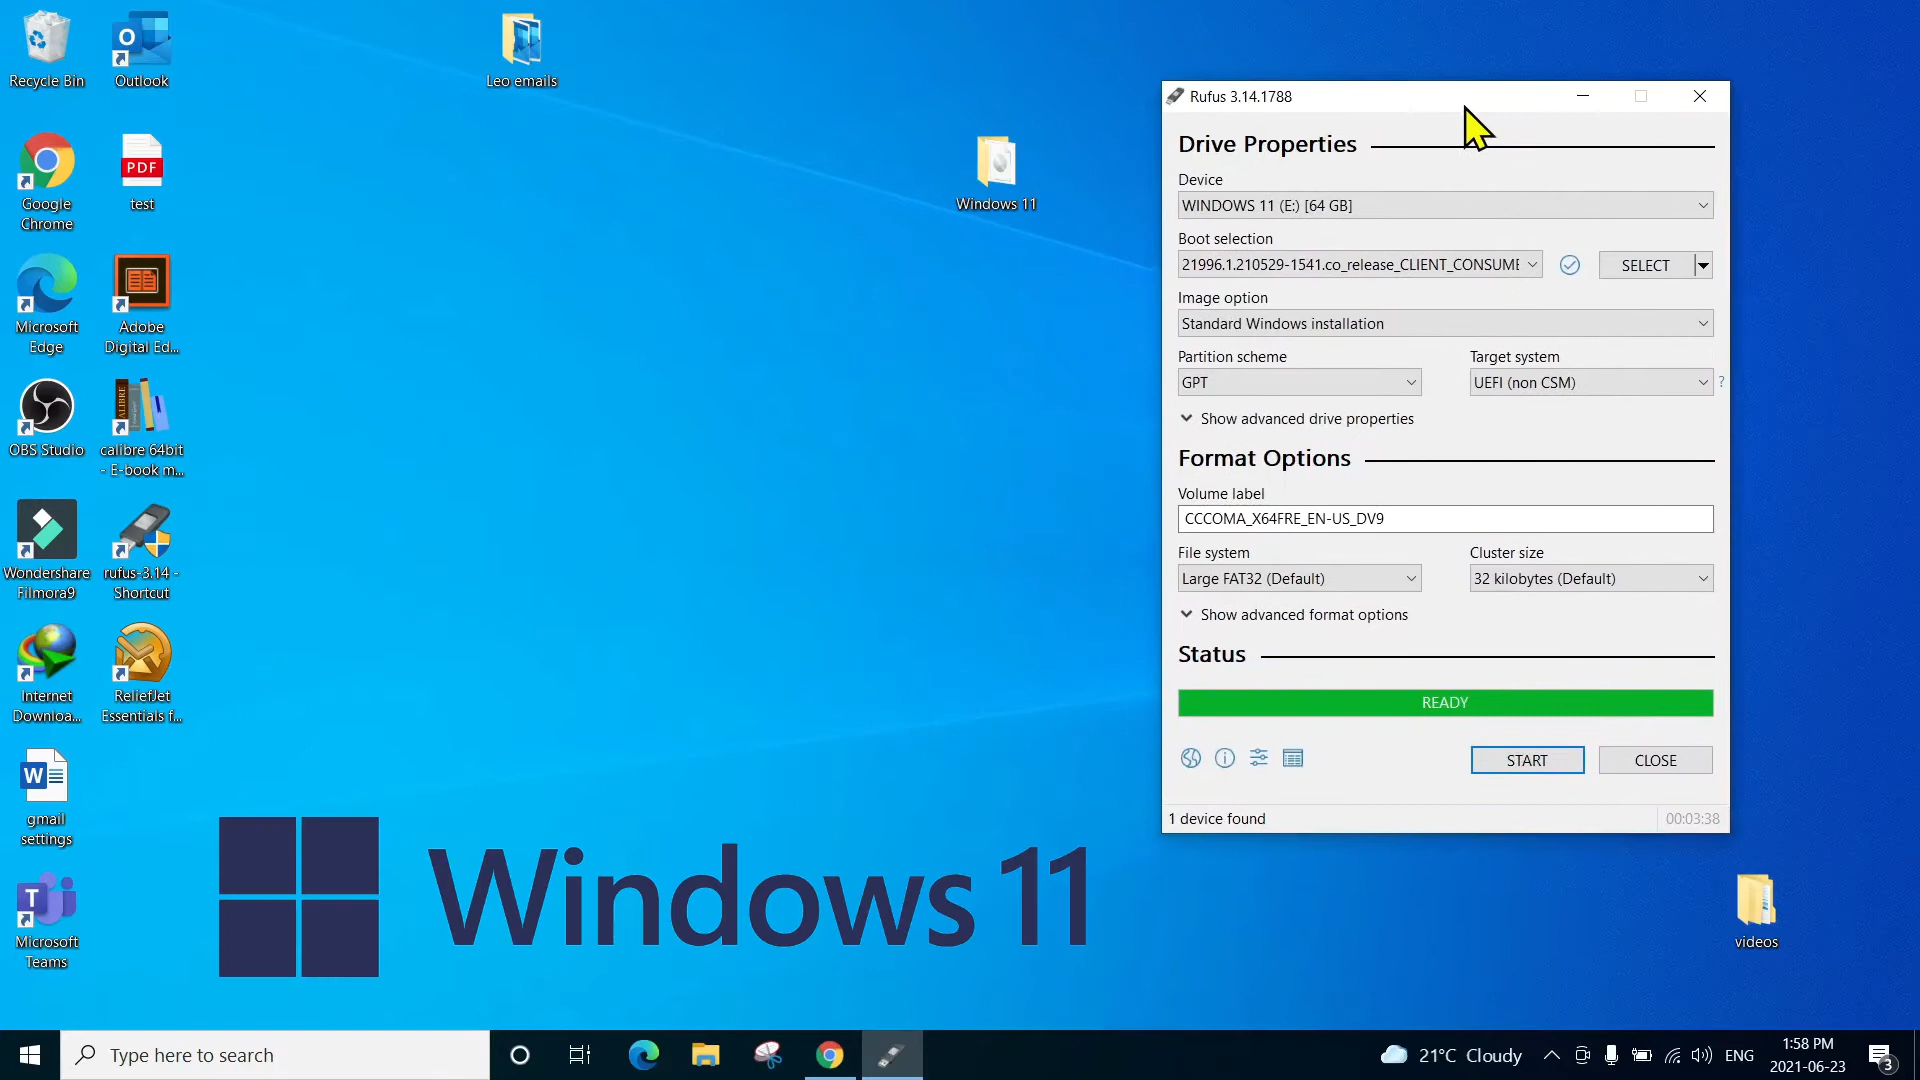 Recycle Bin
Outlook
Leo emails
Google
Chrome
PDF
test
Windows 11
Microsoft
Edge
Adobe
Digital Ed...
OBS Studio
calibre 64bit
- E-book m...
Wondershare
Filmora9
rufus-3.14 -
Shortcut
Internet
Downloa...
ReliefJet
Essentials f...
gmail
settings
Microsoft
Teams
Windows 11
videos
Rufus 3.14.1788
Drive Properties
Device
WINDOWS 11 (E:) [64 GB]
Boot selection
21996.1.210529-1541.co_release_CLIENT_CONSUME
SELECT
Image option
Standard Windows installation
Partition scheme
Target system
GPT
UEFI (non CSM)
?
Show advanced drive properties
Format Options
Volume label
CCCOMA_X64FRE_EN-US_DV9
File system
Cluster size
Large FAT32 (Default)
32 kilobytes (Default)
Show advanced format options
Status
READY
START
CLOSE
1 device found
00:03:38
Type here to search
21°C Cloudy
ENG
1:58 PM
2021-06-23
3